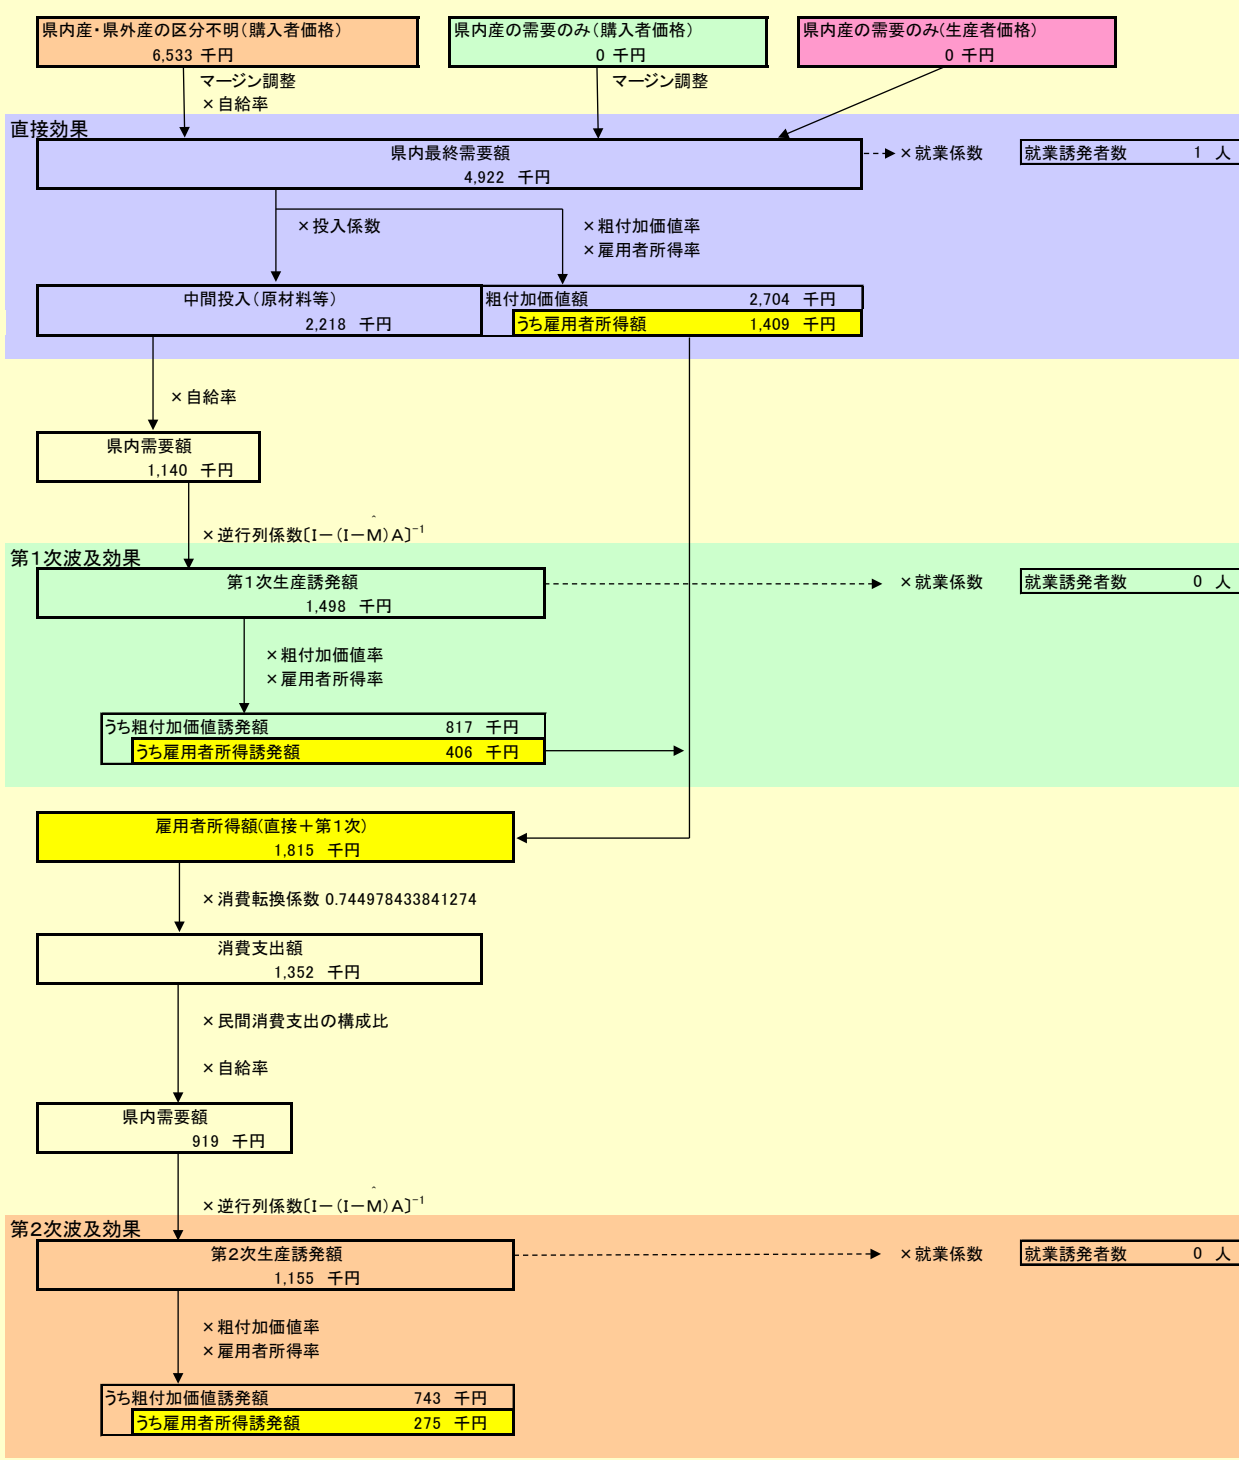 県内産・県外産の区分不明(購入者価格)
6,533 千円
県内産の需要のみ(購入者価格)
0 千円
県内産の需要のみ(生産者価格)
0 千円
マージン調整
×自給率
マージン調整
直接効果
県内最終需要額
4,922 千円
×就業係数
就業誘発者数 1 人
×投入係数
×粗付加価値率
×雇用者所得率
中間投入(原材料等)
2,218 千円
粗付加価値額 2,704 千円
うち雇用者所得額 1,409 千円
×自給率
県内需要額
1,140 千円
×逆行列係数〔I-(I-M̂)A〕⁻¹
第1次波及効果
第1次生産誘発額
1,498 千円
×就業係数
就業誘発者数 0 人
×粗付加価値率
×雇用者所得率
うち粗付加価値誘発額 817 千円
うち雇用者所得誘発額 406 千円
雇用者所得額(直接+第1次)
1,815 千円
×消費転換係数 0.744978433841274
消費支出額
1,352 千円
×民間消費支出の構成比
×自給率
県内需要額
919 千円
×逆行列係数〔I-(I-M̂)A〕⁻¹
第2次波及効果
第2次生産誘発額
1,155 千円
×就業係数
就業誘発者数 0 人
×粗付加価値率
×雇用者所得率
うち粗付加価値誘発額 743 千円
うち雇用者所得誘発額 275 千円